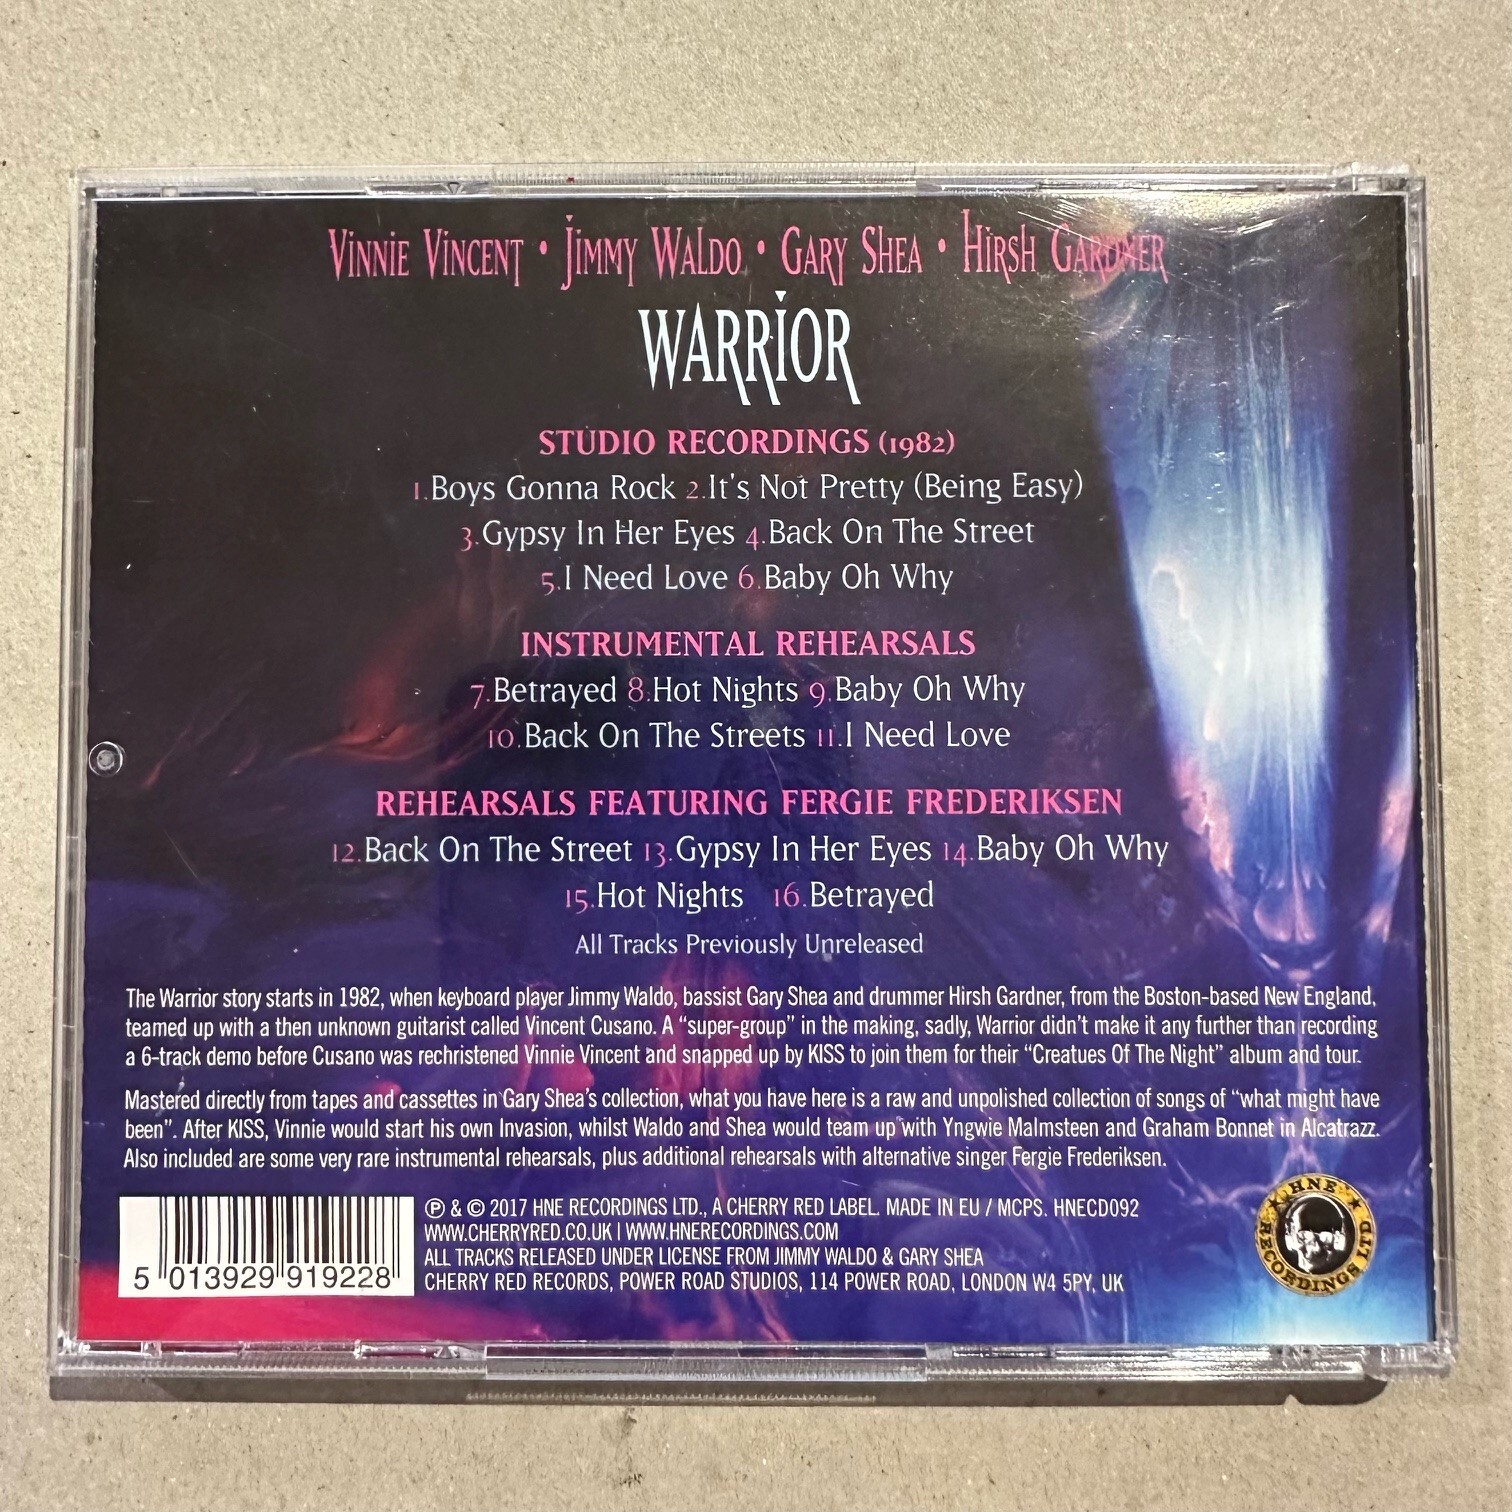 Vinnie Vincent • Jimmy Waldo • Gary Shea • Hirsh Gardner
WARRiOR
STUDIO RECORDINGS (1982)
1.Boys Gonna Rock 2.It's Not Pretty (Being Easy)
3.Gypsy In Her Eyes 4.Back On The Street
5.I Need Love 6.Baby Oh Why
INSTRUMENTAL REHEARSALS
7.Betrayed 8.Hot Nights 9.Baby Oh Why
10.Back On The Streets 11.I Need Love
REHEARSALS FEATURING FERGIE FREDERIKSEN
12.Back On The Street 13.Gypsy In Her Eyes 14.Baby Oh Why
15.Hot Nights 16.Betrayed
All Tracks Previously Unreleased
The Warrior story starts in 1982, when keyboard player Jimmy Waldo, bassist Gary Shea and drummer Hirsh Gardner, from the Boston-based New England,
teamed up with a then unknown guitarist called Vincent Cusano. A “super-group” in the making, sadly, Warrior didn’t make it any further than recording
a 6-track demo before Cusano was rechristened Vinnie Vincent and snapped up by KISS to join them for their “Creatues Of The Night” album and tour.
Mastered directly from tapes and cassettes in Gary Shea’s collection, what you have here is a raw and unpolished collection of songs of “what might have
been”. After KISS, Vinnie would start his own Invasion, whilst Waldo and Shea would team up with Yngwie Malmsteen and Graham Bonnet in Alcatrazz.
Also included are some very rare instrumental rehearsals, plus additional rehearsals with alternative singer Fergie Frederiksen.
℗ & © 2017 HNE RECORDINGS LTD., A CHERRY RED LABEL. MADE IN EU / MCPS. HNECD092
WWW.CHERRYRED.CO.UK | WWW.HNERECORDINGS.COM
ALL TRACKS RELEASED UNDER LICENSE FROM JIMMY WALDO & GARY SHEA
CHERRY RED RECORDS, POWER ROAD STUDIOS, 114 POWER ROAD, LONDON W4 5PY, UK
5 013929 919228
HNE RECORDINGS LTD